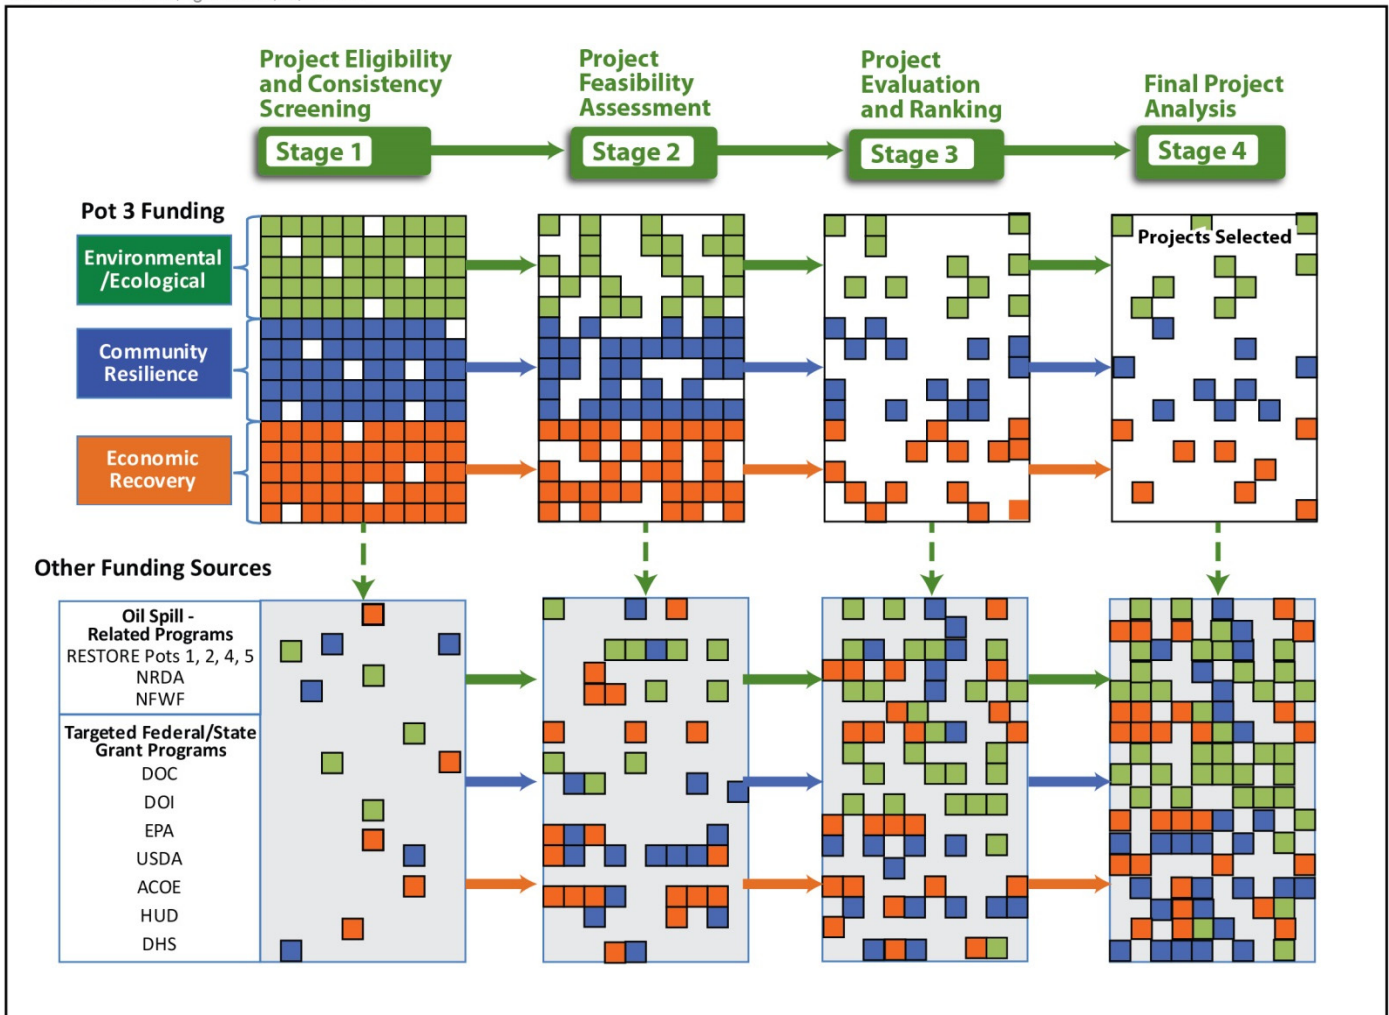 Project Eligibility
and Consistency
Screening
Stage 1
Project
Feasibility
Assessment
Stage 2
Project
Evaluation
and Ranking
Stage 3
Final Project
Analysis
Stage 4
Pot 3 Funding
Environmental
/Ecological
Community
Resilience
Economic
Recovery
Projects Selected
Other Funding Sources
Oil Spill -
Related Programs
RESTORE Pots 1, 2, 4, 5
NRDA
NFWF
Targeted Federal/State
Grant Programs
DOC
DOI
EPA
USDA
ACOE
HUD
DHS